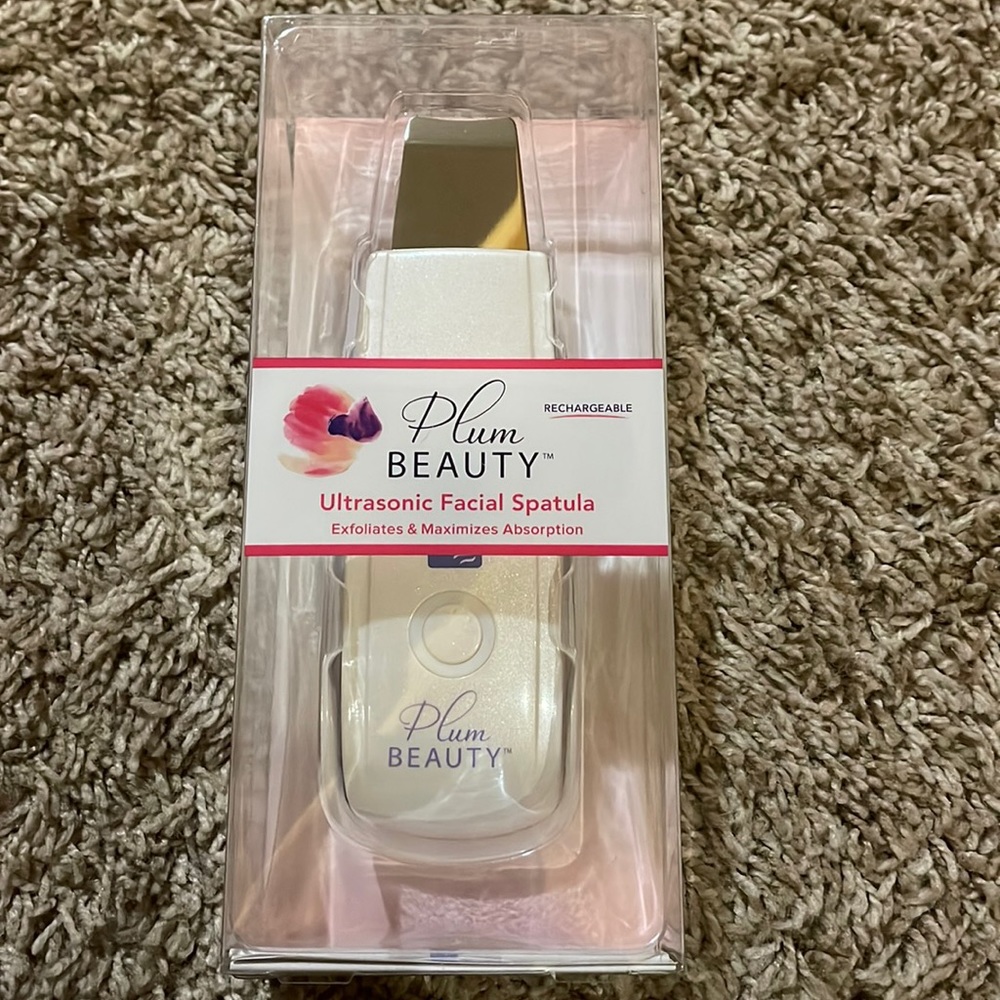 Plum
RECHARGEABLE
BEAUTY™
Ultrasonic Facial Spatula
Exfoliates & Maximizes Absorption
Plum
BEAUTY™